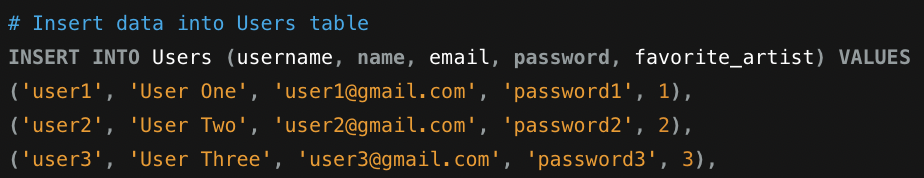 # Insert data into Users table
INSERT INTO Users (username, name, email, password, favorite_artist) VALUES
('user1', 'User One', 'user1@gmail.com', 'password1', 1),
('user2', 'User Two', 'user2@gmail.com', 'password2', 2),
('user3', 'User Three', 'user3@gmail.com', 'password3', 3),